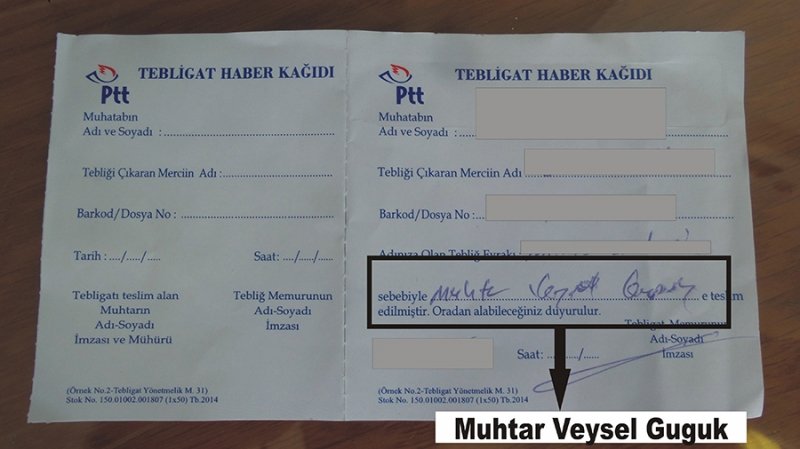 Ptt
TEBLİGAT HABER KAĞIDI
Muhatabın
Adı ve Soyadı :
Tebliği Çıkaran Merciin Adı :
Barkod/Dosya No :
Tarih : ..../...../..... Saat: ..../...../.....
Tebligatı teslim alan
Muhtarın
Adı-Soyadı
İmzası ve Mühürü
Tebliğ Memurunun
Adı-Soyadı
İmzası
(Örnek No.2-Tebligat Yönetmelik M. 31)
Stok No. 150.01002.001807 (1x50) Tb.2014
Ptt
TEBLİGAT HABER KAĞIDI
Muhatabın
Adı ve Soyadı :
Tebliği Çıkaran Merciin Adı
Barkod/Dosya No :
Adınıza Olan Tebliğ Evrakı :
sebebiyle Muhtar Veysel Guguk e teslim
edilmiştir. Oradan alabileceğiniz duyurulur.
Saat: ..../...../.....
Tebligat Memurunun
Adı-Soyadı
İmzası
(Örnek No.2-Tebligat Yönetmelik M. 31)
Stok No. 150.01002.001807 (1x50) Tb.2014
Muhtar Veysel Guguk